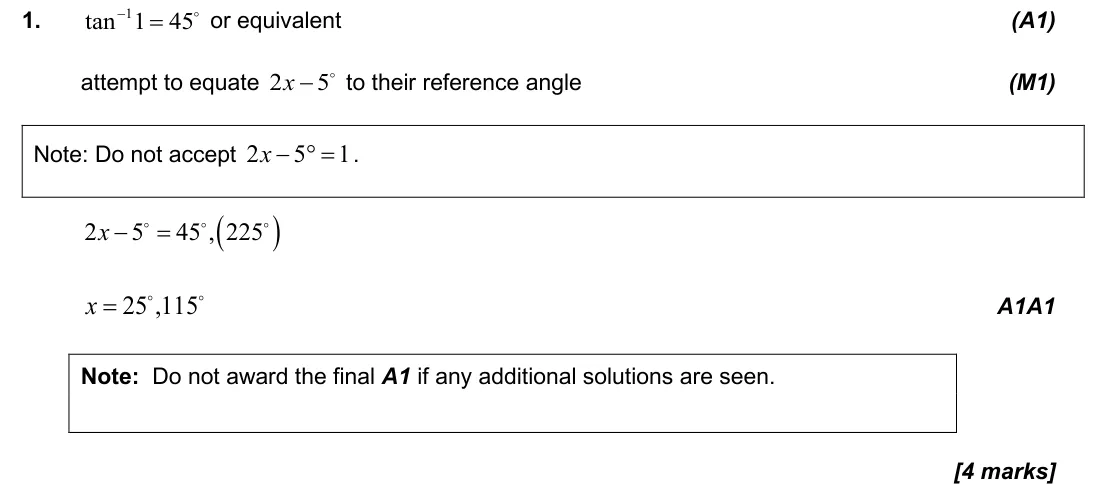 1. tan⁻¹1 = 45° or equivalent (A1)
attempt to equate 2x − 5° to their reference angle (M1)
Note: Do not accept 2x − 5° = 1.
2x − 5° = 45°,(225°)
x = 25°,115° A1A1
Note: Do not award the final A1 if any additional solutions are seen.
[4 marks]